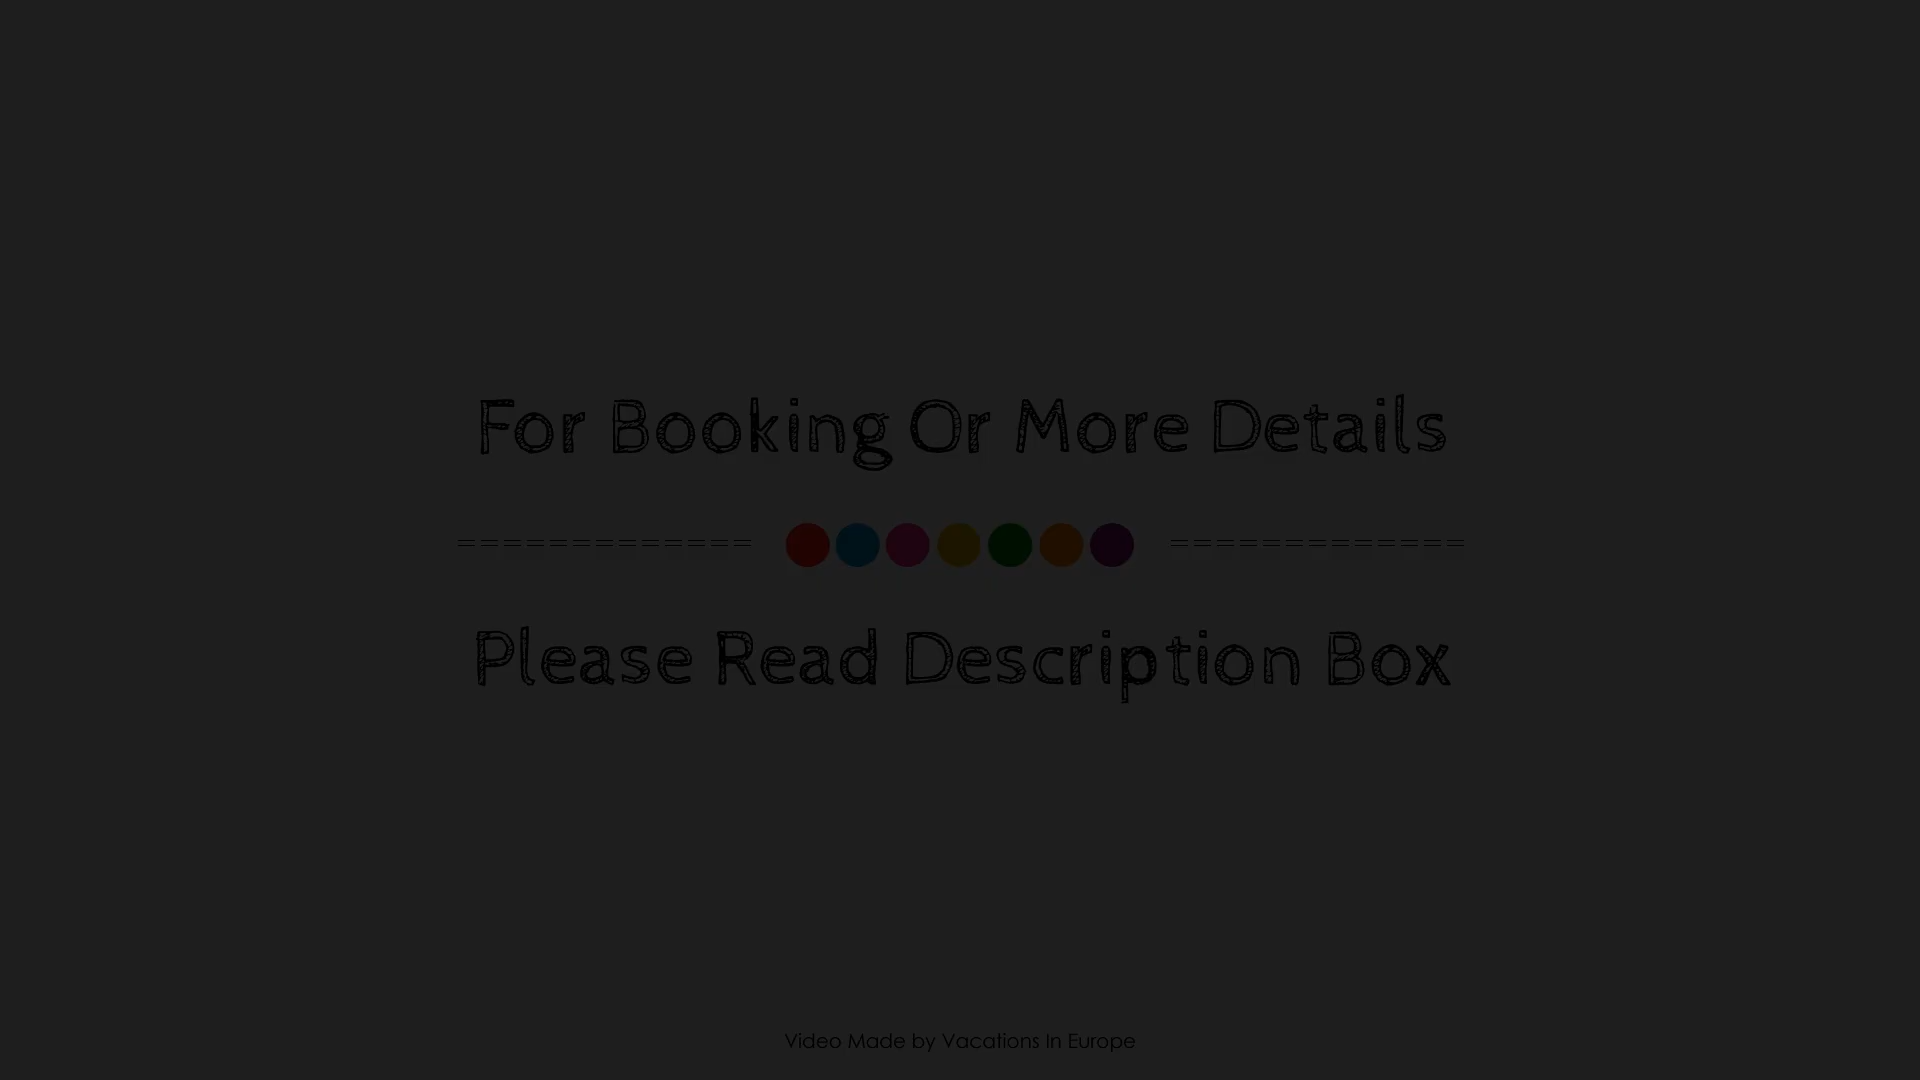 For Booking Or More Details
============= =============
Please Read Description Box
Video Made by Vacations In Europe